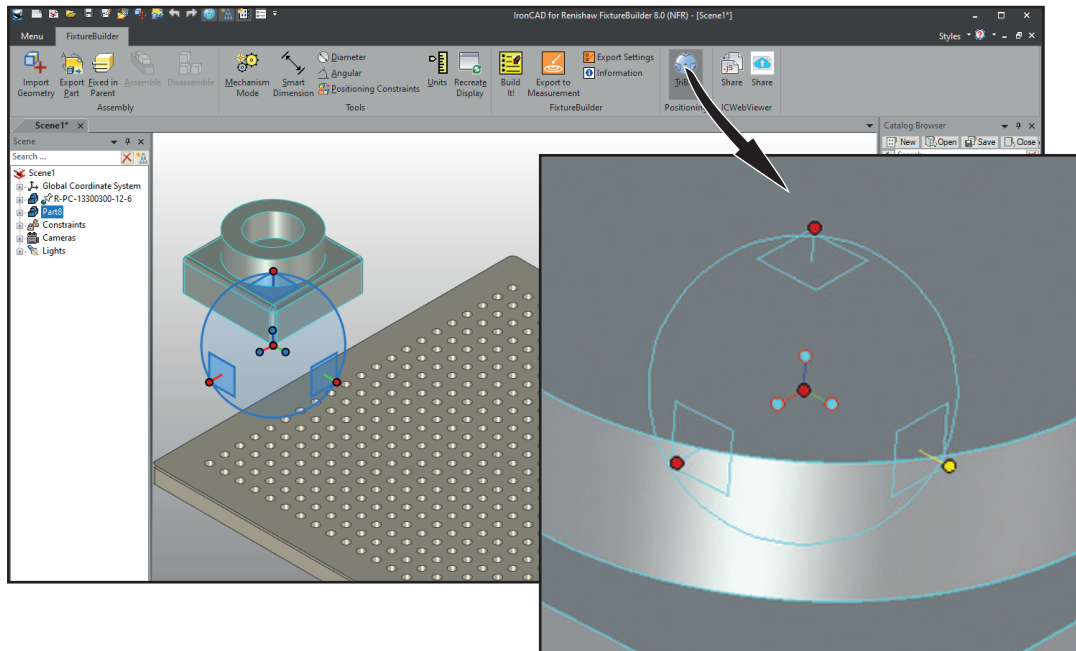 IronCAD for Renishaw FixtureBuilder 8.0 (NFR) - [Scene1*]
Menu FixtureBuilder Styles
Import Geometry
Export Part
Fixed in Parent
Assemble
Disassemble
Assembly
Mechanism Mode
Smart Dimension
Diameter
Angular
Positioning Constraints
Units
Recreate Display
Tools
Build It!
Export to Measurement
Export Settings
Information
FixtureBuilder
TriBall
Positioning
Share
Share
ICWebViewer
Scene1* X
Catalog Browser
Scene
New Open Save Close
Search ...
Scene1
Global Coordinate System
R-PC-13300300-12-6
Part8
Constraints
Cameras
Lights